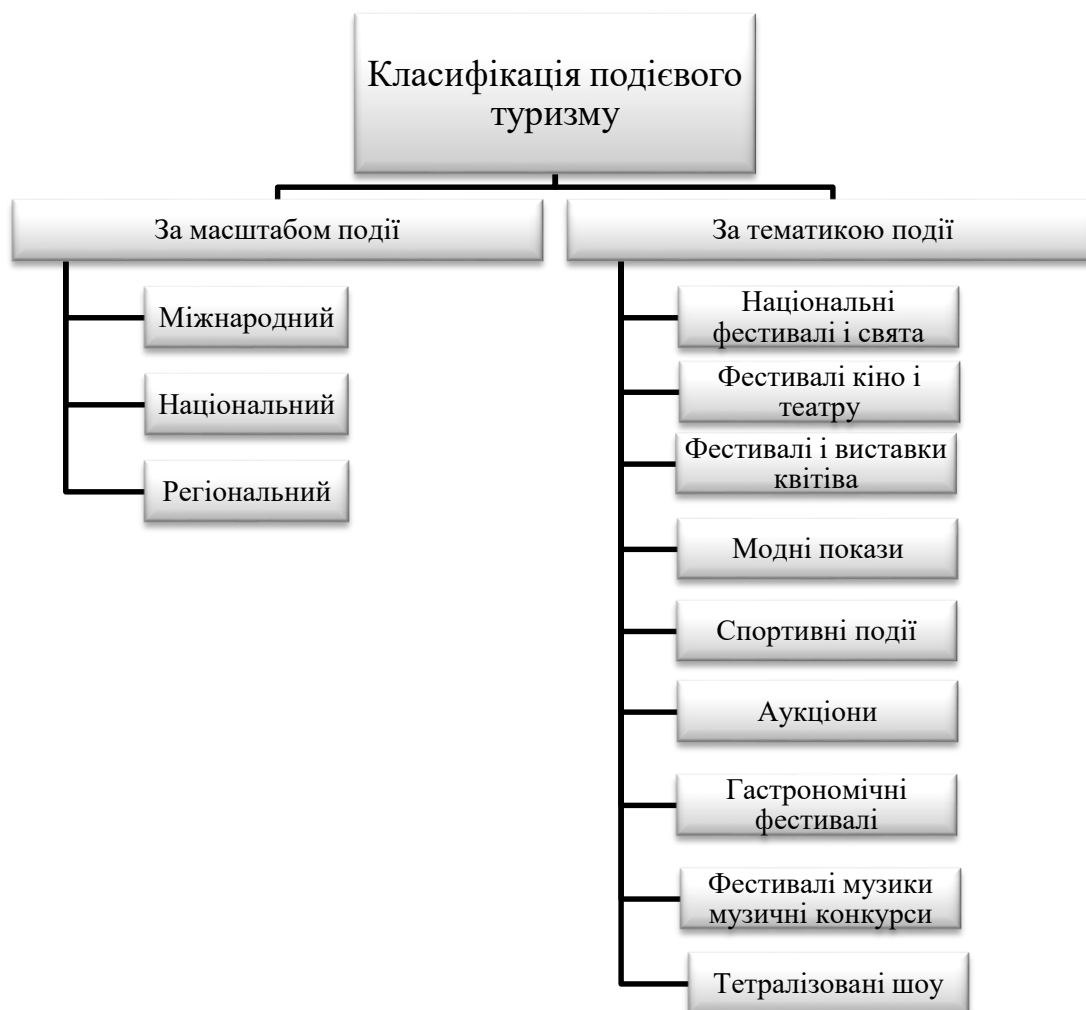 Класифікація подієвого
туризму
За масштабом події
Міжнародний
Національний
Регіональний
За тематикою події
Національні
фестивалі і свята
Фестивалі кіно і
театру
Фестивалі і виставки
квітіва
Модні покази
Спортивні події
Аукціони
Гастрономічні
фестивалі
Фестивалі музики
музичні конкурси
Тетралізовані шоу